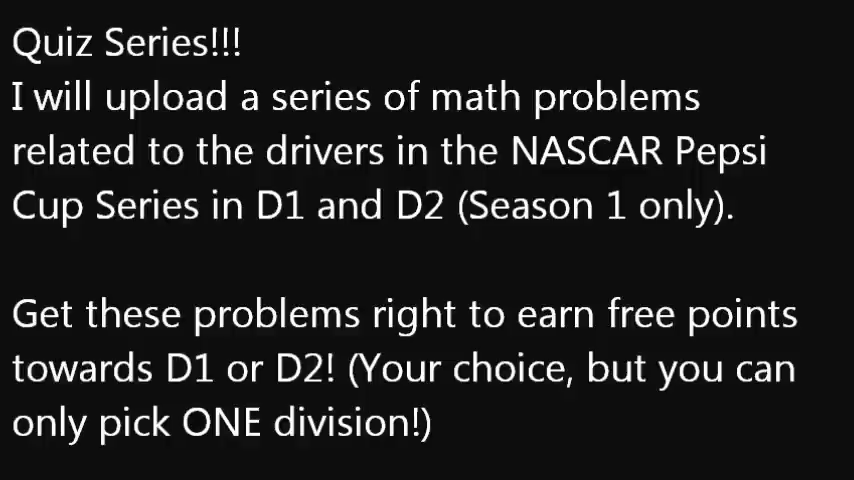 Quiz Series!!!
I will upload a series of math problems
related to the drivers in the NASCAR Pepsi
Cup Series in D1 and D2 (Season 1 only).
Get these problems right to earn free points
towards D1 or D2! (Your choice, but you can
only pick ONE division!)